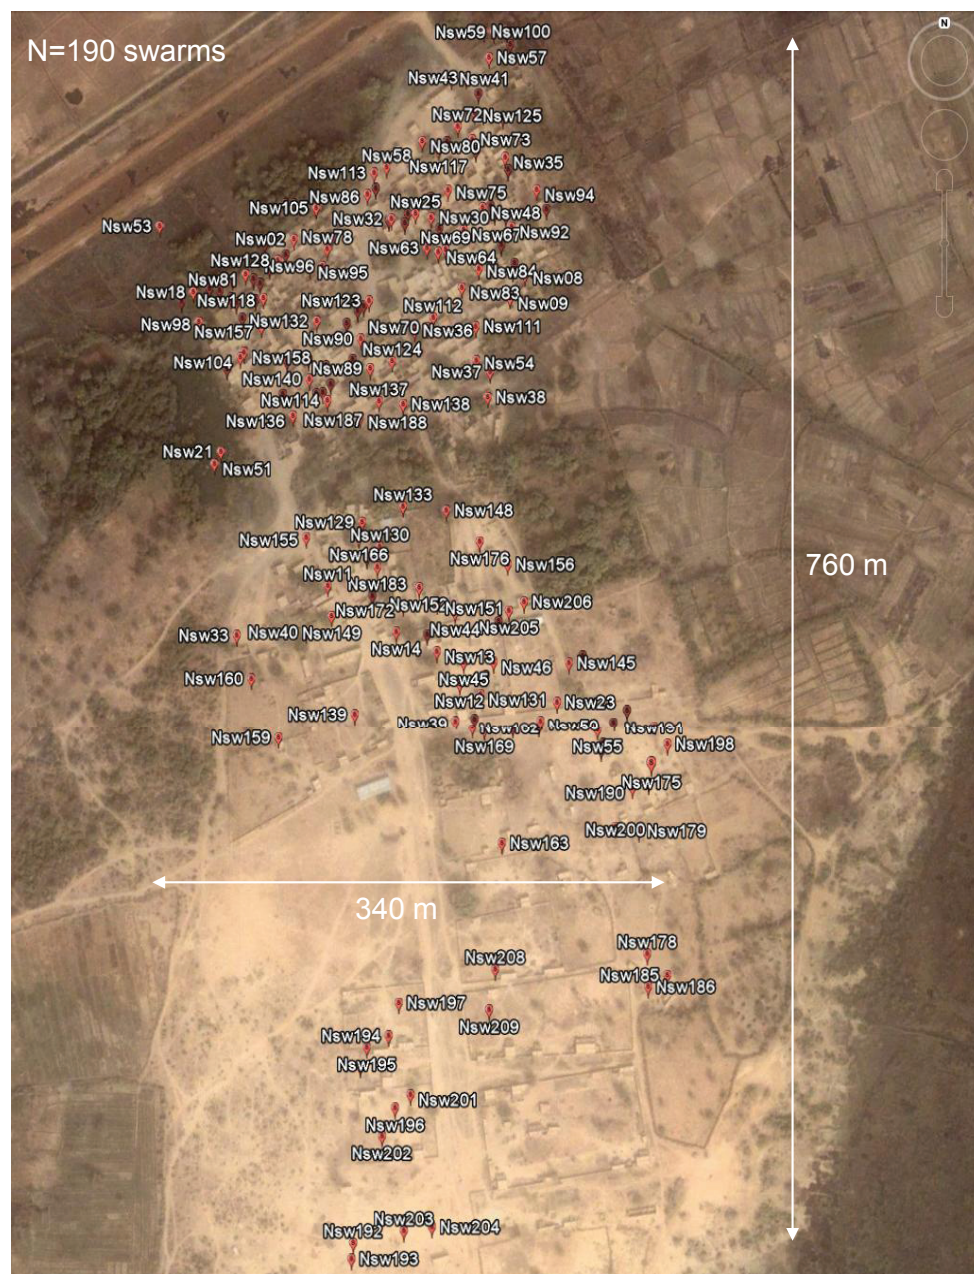 Nsw59 Nsw100
N
N=190 swarms
Nsw57
Nsw43 Nsw41
Nsw72 Nsw125
Nsw80 Nsw73
Nsw58 Nsw117 Nsw35
Nsw113
Nsw86 Nsw75 Nsw94
Nsw105 Nsw32 Nsw25 Nsw30 Nsw48
Nsw53
Nsw02 Nsw78 Nsw69 Nsw67 Nsw92
Nsw63 Nsw64
Nsw128 Nsw96 Nsw95 Nsw84 Nsw08
Nsw81
Nsw18 Nsw118 Nsw123 Nsw112 Nsw83 Nsw09
Nsw98 Nsw157 Nsw132 Nsw70 Nsw36 Nsw111
Nsw90
Nsw104 Nsw158 Nsw89 Nsw124 Nsw37 Nsw54
Nsw140
Nsw114 Nsw137 Nsw138 Nsw38
Nsw136 Nsw187 Nsw188
Nsw21
Nsw51
Nsw133
Nsw129 Nsw148
Nsw155 Nsw130
Nsw166 Nsw176 Nsw156
760 m
Nsw11 Nsw183
Nsw172 Nsw152 Nsw151 Nsw206
Nsw33 Nsw40 Nsw149 Nsw44 Nsw205
Nsw14 Nsw13 Nsw46 Nsw145
Nsw160 Nsw45
Nsw12 Nsw131 Nsw23
Nsw139
Nsw159 Nsw169 Nsw55 Nsw198
Nsw175
Nsw190
Nsw200 Nsw179
Nsw163
340 m
Nsw178
Nsw208
Nsw185 Nsw186
Nsw197
Nsw209
Nsw194
Nsw195
Nsw201
Nsw196
Nsw202
Nsw203 Nsw204
Nsw192
Nsw193